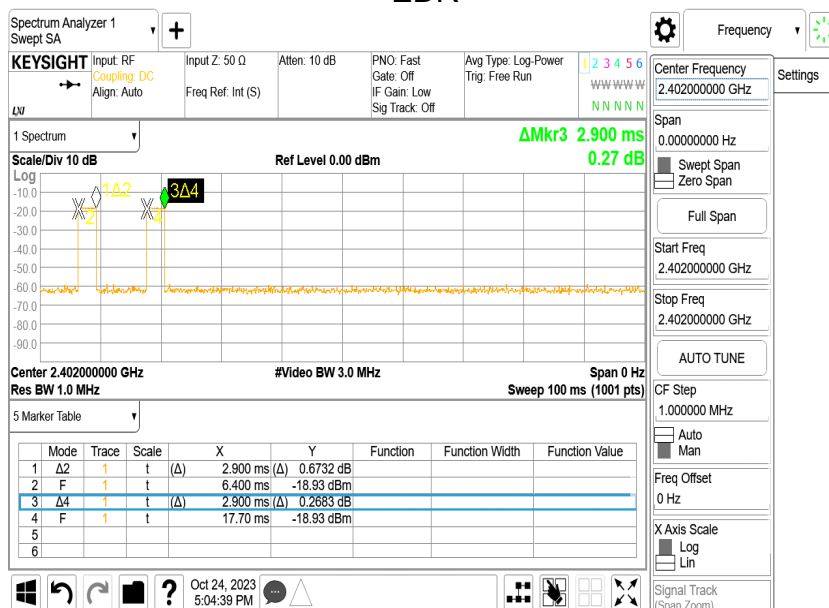 Spectrum Analyzer 1
Swept SA
Frequency
KEYSIGHT
LXI
Input: RF
Coupling: DC
Align: Auto
Input Z: 50 Ω
Freq Ref: Int (S)
Atten: 10 dB
PNO: Fast
Gate: Off
IF Gain: Low
Sig Track: Off
Avg Type: Log-Power
Trig: Free Run
1 2 3 4 5 6
W W W W W
N N N N N
Settings
1 Spectrum
Scale/Div 10 dB
Ref Level 0.00 dBm
ΔMkr3 2.900 ms
0.27 dB
Log
-10.0
-20.0
-30.0
-40.0
-50.0
-60.0
-70.0
-80.0
-90.0
1Δ2
3Δ4
2
4
Center 2.402000000 GHz
#Video BW 3.0 MHz
Span 0 Hz
Res BW 1.0 MHz
Sweep 100 ms (1001 pts)
5 Marker Table
Mode Trace Scale X Y Function Function Width Function Value
1 Δ2 1 t (Δ) 2.900 ms (Δ) 0.6732 dB
2 F 1 t 6.400 ms -18.93 dBm
3 Δ4 1 t (Δ) 2.900 ms (Δ) 0.2683 dB
4 F 1 t 17.70 ms -18.93 dBm
5
6
Oct 24, 2023
5:04:39 PM
Center Frequency
2.402000000 GHz
Span
0.00000000 Hz
Swept Span
Zero Span
Full Span
Start Freq
2.402000000 GHz
Stop Freq
2.402000000 GHz
AUTO TUNE
CF Step
1.000000 MHz
Auto
Man
Freq Offset
0 Hz
X Axis Scale
Log
Lin
Signal Track
(Span Zoom)